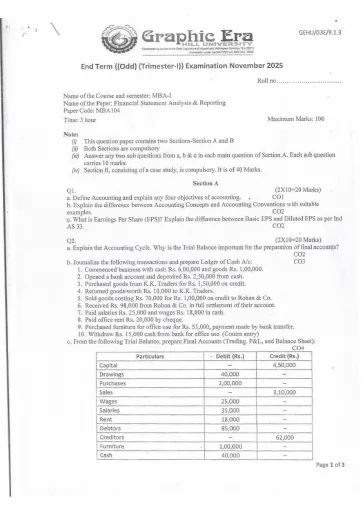 GEHU/03E/9.1.3
Graphic Era
HILL UNIVERSITY
End Term {(Odd) (Trimester-I)} Examination November 2025
Roll no.
Name of the Course and semester: MBA-I
Name of the Paper: Financial Statement Analysis & Reporting
Paper Code: MBA104
Time: 3 hour Maximum Marks: 100
Note:
(i) This question paper contains two Sections-Section A and B
(ii) Both Sections are compulsory
(iii) Answer any two sub questions from a, b & c in each main question of Section A. Each sub question
carries 10 marks.
(iv) Section B, consisting of a case study, is compulsory. It is of 40 Marks.
Section A
Q1. (2X10=20 Marks)
a. Define Accounting and explain any four objectives of accounting. CO1
b. Explain the difference between Accounting Concepts and Accounting Conventions with suitable
examples. CO2
c. What is Earnings Per Share (EPS)? Explain the difference between Basic EPS and Diluted EPS as per Ind
AS 33. CO2
Q2. (2X10=20 Marks)
a. Explain the Accounting Cycle. Why is the Trial Balance important for the preparation of final accounts?
CO2
b. Journalise the following transactions and prepare Ledger of Cash A/c: CO3
1. Commenced business with cash Rs. 6,00,000 and goods Rs. 1,00,000.
2. Opened a bank account and deposited Rs. 2,50,000 from cash.
3. Purchased goods from K.K. Traders for Rs. 1,50,000 on credit.
4. Returned goods worth Rs. 10,000 to K.K. Traders.
5. Sold goods costing Rs. 70,000 for Rs. 1,00,000 on credit to Rohan & Co.
6. Received Rs. 98,000 from Rohan & Co. in full settlement of their account.
7. Paid salaries Rs. 25,000 and wages Rs. 18,000 in cash.
8. Paid office rent Rs. 20,000 by cheque.
9. Purchased furniture for office use for Rs. 55,000, payment made by bank transfer.
10. Withdrew Rs. 15,000 cash from bank for office use. (Contra entry)
c. From the following Trial Balance, prepare Final Accounts (Trading, P&L, and Balance Sheet):
CO4
Particulars Debit (Rs.) Credit (Rs.)
Capital – 4,50,000
Drawings 40,000 –
Purchases 2,00,000 –
Sales – 3,10,000
Wages 25,000 –
Salaries 35,000 –
Rent 18,000 –
Debtors 85,000 –
Creditors – 62,000
Furniture 1,00,000 –
Cash 40,000 –
Page 1 of 3